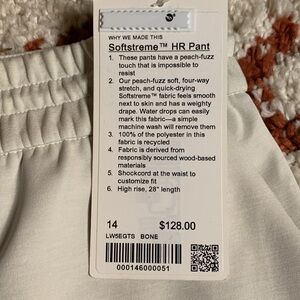 WHY WE MADE THIS
Softstreme™ HR Pant
1. These pants have a peach-fuzz
touch that is impossible to
resist
2. Our peach-fuzz soft, four-way
stretch, and quick-drying
Softstreme™ fabric feels smooth
next to skin and has a weighty
drape. Water drops can easily
mark this fabric—a simple
machine wash will remove them
3. 100% of the polyester in this
fabric is recycled
4. Fabric is derived from
responsibly sourced wood-based
materials
5. Shockcord at the waist to
customize fit
6. High rise, 28" length
14 $128.00
LW5EGTS BONE
000146000051